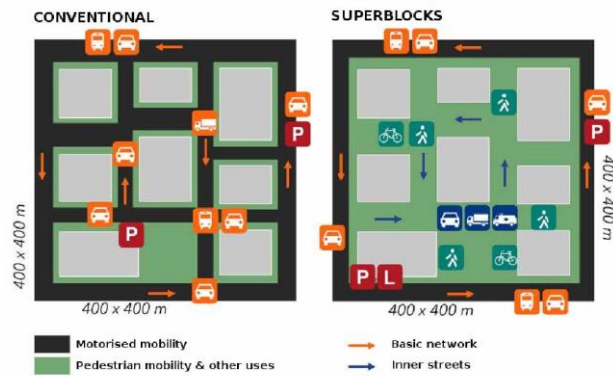 CONVENTIONAL
SUPERBLOCKS
P
P
400 x 400 m
400 x 400 m
P
P L
400 x 400 m
400 x 400 m
Motorised mobility
Pedestrian mobility & other uses
Basic network
Inner streets